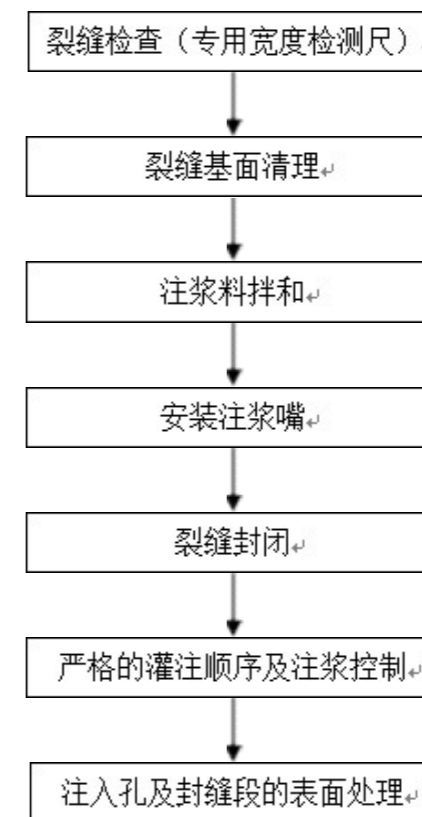 裂缝检查（专用宽度检测尺）
裂缝基面清理
注浆料拌和
安装注浆嘴
裂缝封闭
严格的灌注顺序及注浆控制
注入孔及封缝段的表面处理